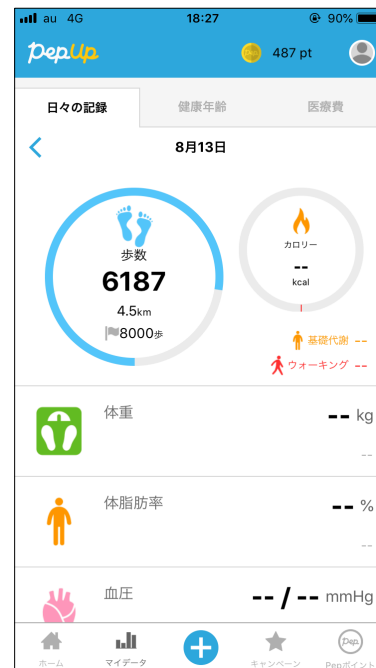 au 4G 18:27 90%
PepUp 487 pt
日々の記録 健康年齢 医療費
8月13日
歩数
6187
4.5km
8000歩
カロリー
--
kcal
基礎代謝 --
ウォーキング --
体重 -- kg
--
体脂肪率 -- %
--
血圧 -- / -- mmHg
ホーム マイデータ キャンペーン Pep Pepポイント